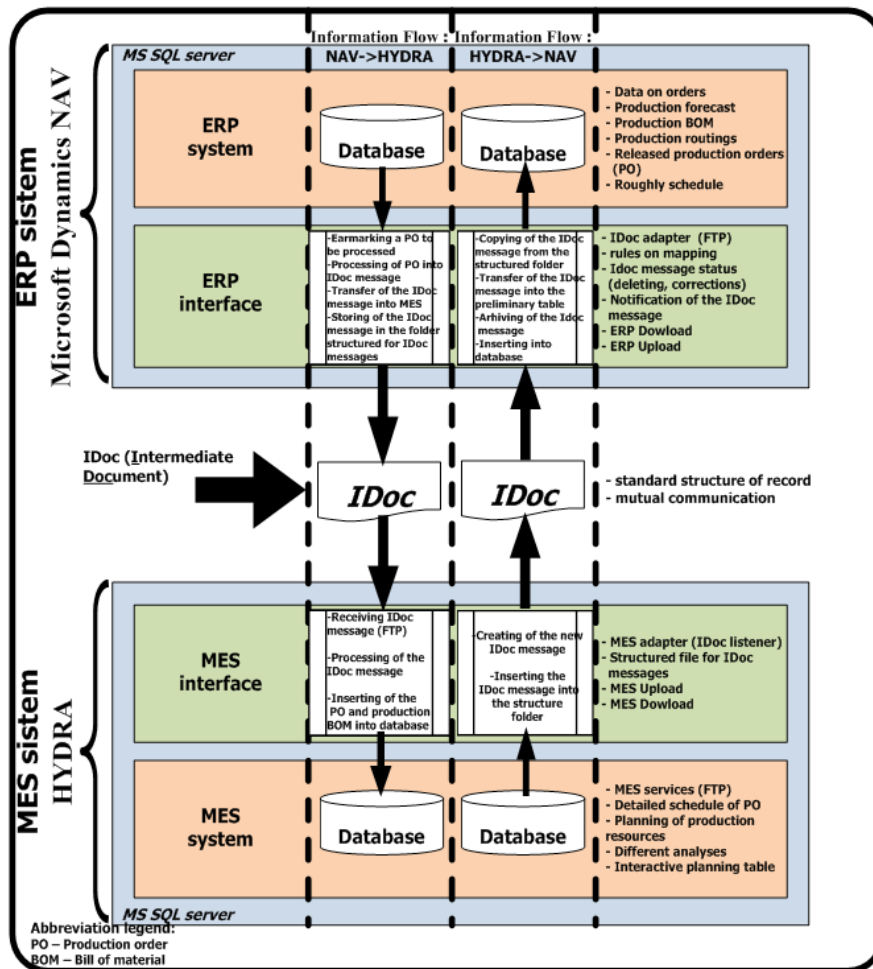 Information Flow :
NAV->HYDRA
Information Flow :
HYDRA->NAV
MS SQL server
ERP sistem
Microsoft Dynamics NAV
ERP
system
Database
Database
- Data on orders
- Production forecast
- Production BOM
- Production routings
- Released production orders
(PO)
- Roughly schedule
ERP
interface
-Earmarking a PO to
be processed
-Processing of PO into
IDoc message
-Transfer of the IDoc
message into MES
-Storing of the IDoc
message in the folder
structured for IDoc
messages
-Copying of the IDoc
message from the
structured folder
-Transfer of the IDoc
message into the
preliminary table
-Arhiving of the Idoc
message
-Inserting into
database
- IDoc adapter (FTP)
- rules on mapping
- Idoc message status
(deleting, corrections)
- Notification of the IDoc
message
- ERP Dowload
- ERP Upload
IDoc (Intermediate
Document)
IDoc
IDoc
- standard structure of record
- mutual communication
MES sistem
HYDRA
MES
interface
-Receiving IDoc
message (FTP)
-Processing of the
IDoc message
-Inserting of the
PO and production
BOM into database
-Creating of the new
IDoc message
-Inserting the
IDoc message into
the structure
folder
- MES adapter (IDoc listener)
- Structured file for IDoc
messages
- MES Upload
- MES Dowload
MES
system
Database
Database
- MES services (FTP)
- Detailed schedule of PO
- Planning of production
resources
- Different analyses
- Interactive planning table
MS SQL server
Abbreviation legend:
PO – Production order
BOM – Bill of material